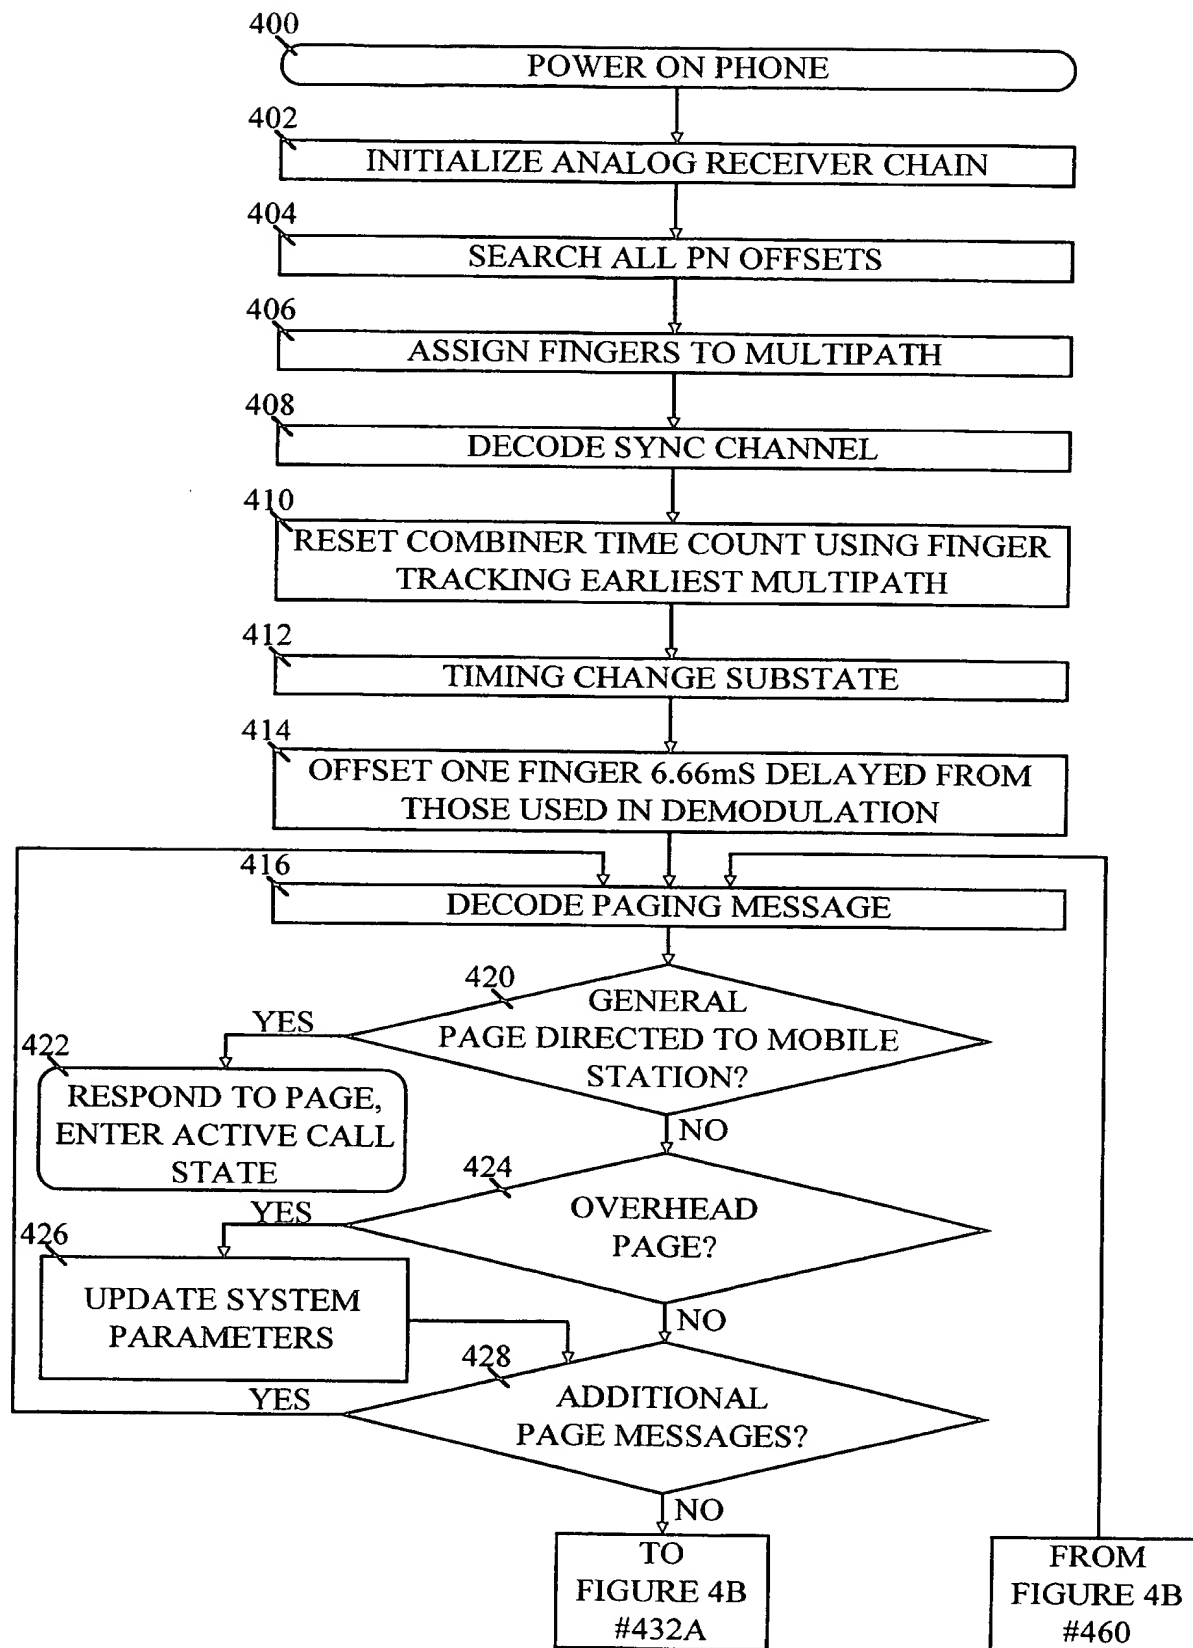 400
POWER ON PHONE
402
INITIALIZE ANALOG RECEIVER CHAIN
404
SEARCH ALL PN OFFSETS
406
ASSIGN FINGERS TO MULTIPATH
408
DECODE SYNC CHANNEL
410
RESET COMBINER TIME COUNT USING FINGER
TRACKING EARLIEST MULTIPATH
412
TIMING CHANGE SUBSTATE
414
OFFSET ONE FINGER 6.66mS DELAYED FROM
THOSE USED IN DEMODULATION
416
DECODE PAGING MESSAGE
420
GENERAL
PAGE DIRECTED TO MOBILE
STATION?
YES
422
RESPOND TO PAGE,
ENTER ACTIVE CALL
STATE
NO
424
OVERHEAD
PAGE?
YES
426
UPDATE SYSTEM
PARAMETERS
NO
428
ADDITIONAL
PAGE MESSAGES?
YES
NO
TO
FIGURE 4B
#432A
FROM
FIGURE 4B
#460